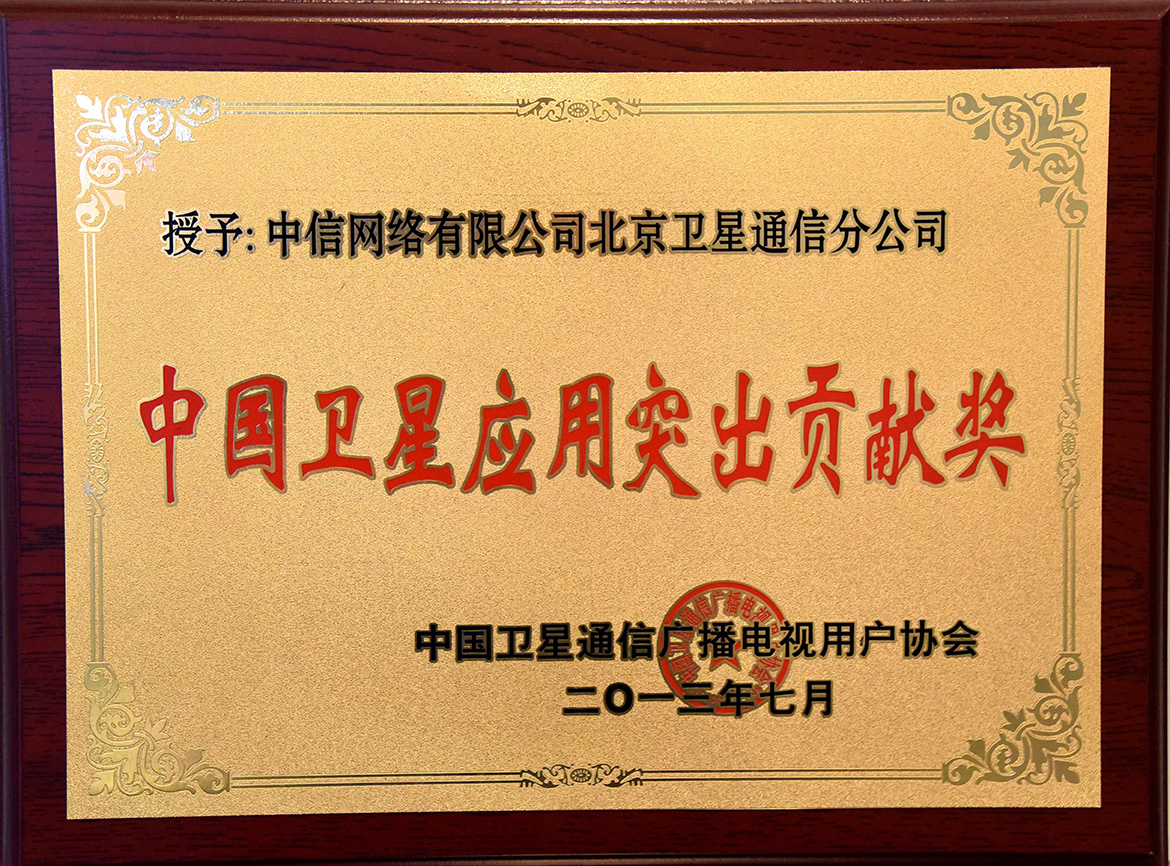 授予: 中信网络有限公司北京卫星通信分公司
中国卫星应用突出贡献奖
中国卫星通信广播电视用户协会
二〇一三年七月